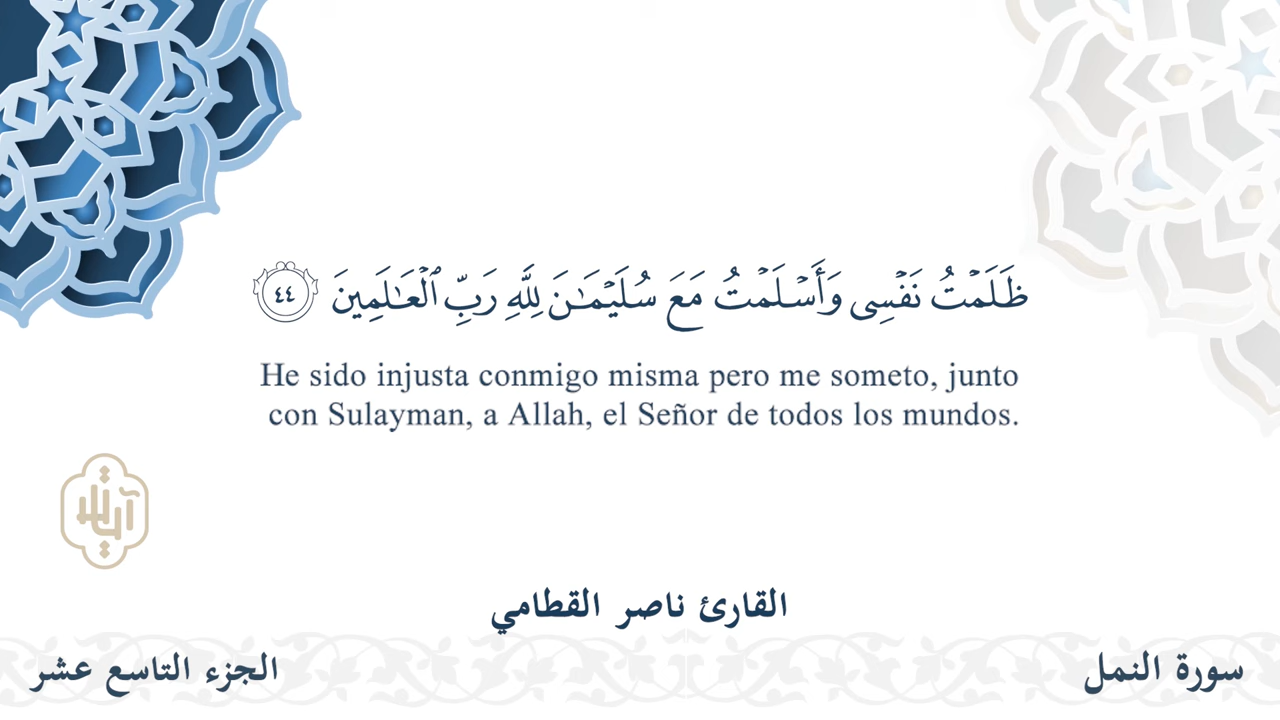 ظَلَمْتُ نَفْسِى وَأَسْلَمْتُ مَعَ سُلَيْمَـٰنَ لِلَّهِ رَبِّ ٱلْعَـٰلَمِينَ ٤٤
He sido injusta conmigo misma pero me someto, junto
con Sulayman, a Allah, el Señor de todos los mundos.
القارئ ناصر القطامي
سورة النمل
الجزء التاسع عشر